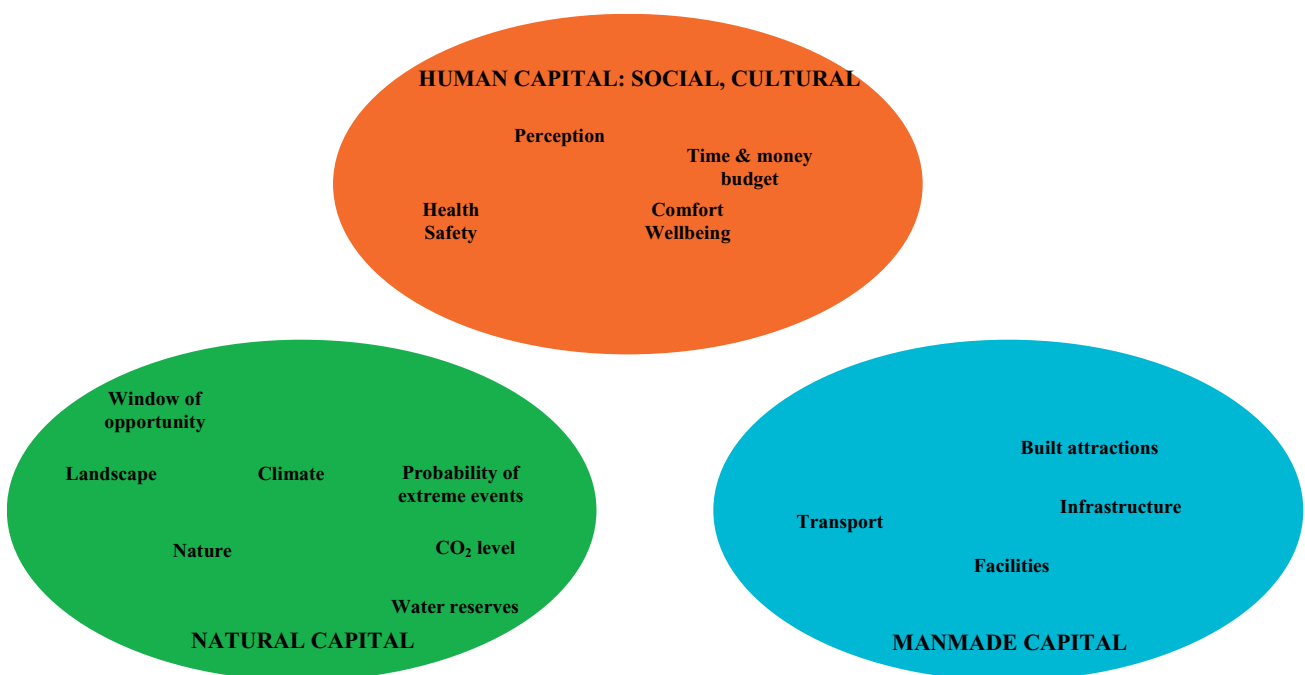 HUMAN CAPITAL: SOCIAL, CULTURAL
Perception
Time & money
budget
Health
Safety
Comfort
Wellbeing
Window of
opportunity
Landscape
Climate
Probability of
extreme events
Nature
CO₂ level
Water reserves
NATURAL CAPITAL
Built attractions
Infrastructure
Transport
Facilities
MANMADE CAPITAL